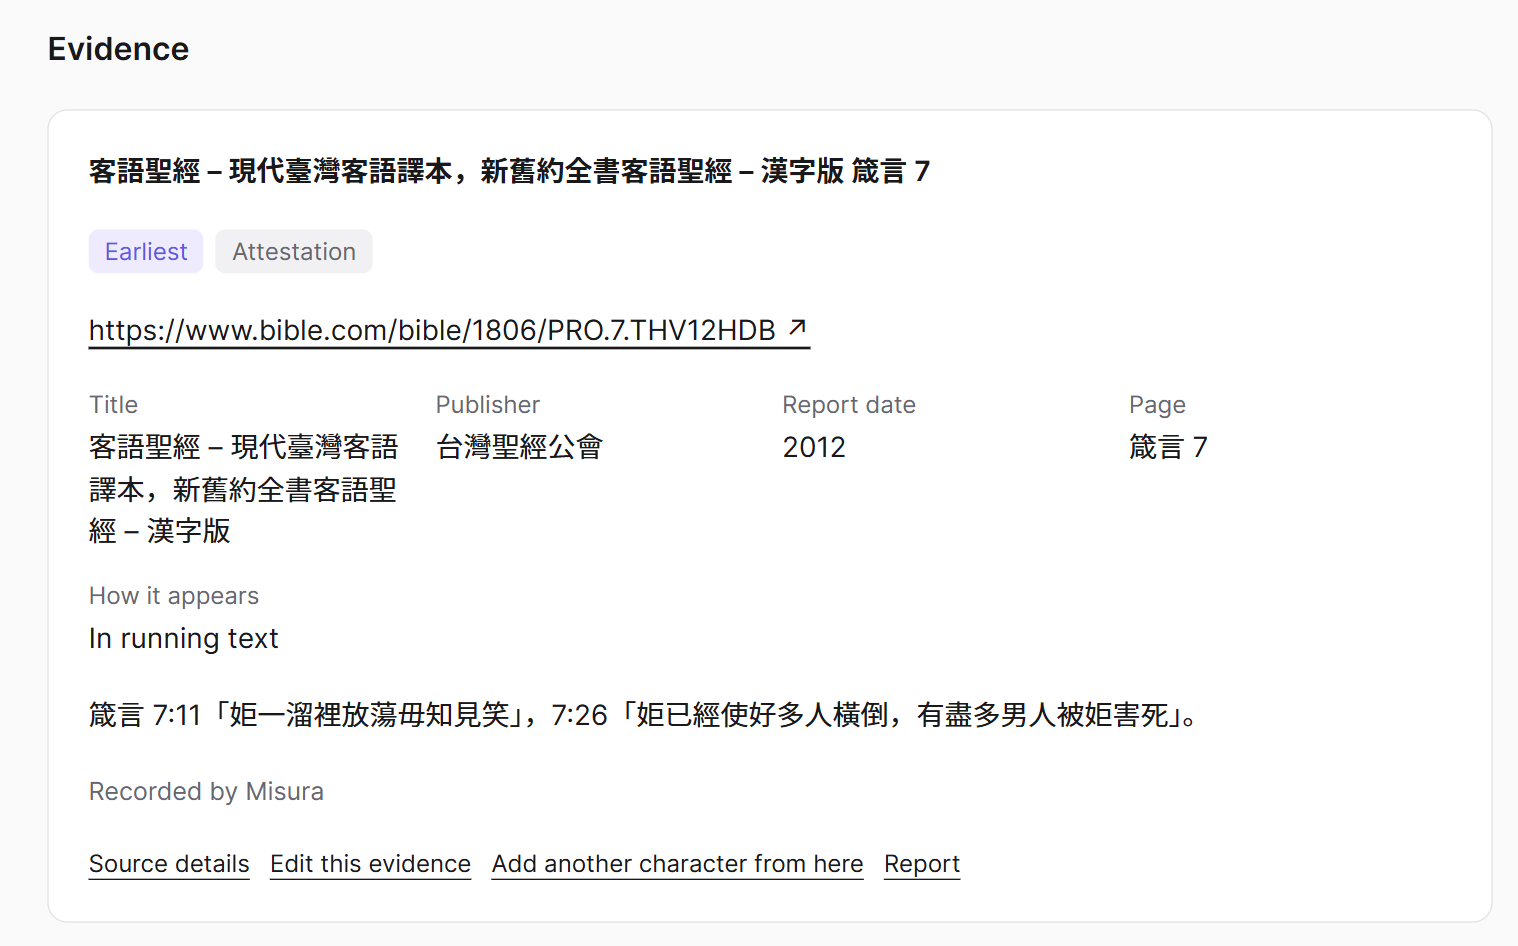 Evidence
客語聖經 – 現代臺灣客語譯本，新舊約全書客語聖經 – 漢字版 箴言 7
Earliest
Attestation
https://www.bible.com/bible/1806/PRO.7.THV12HDB ↗
Title
Publisher
Report date
Page
客語聖經 – 現代臺灣客語
譯本，新舊約全書客語聖
經 – 漢字版
台灣聖經公會
2012
箴言 7
How it appears
In running text
箴言 7:11「姖一溜裡放蕩毋知見笑」，7:26「姖已經使好多人橫倒，有盡多男人被姖害死」。
Recorded by Misura
Source details Edit this evidence Add another character from here Report